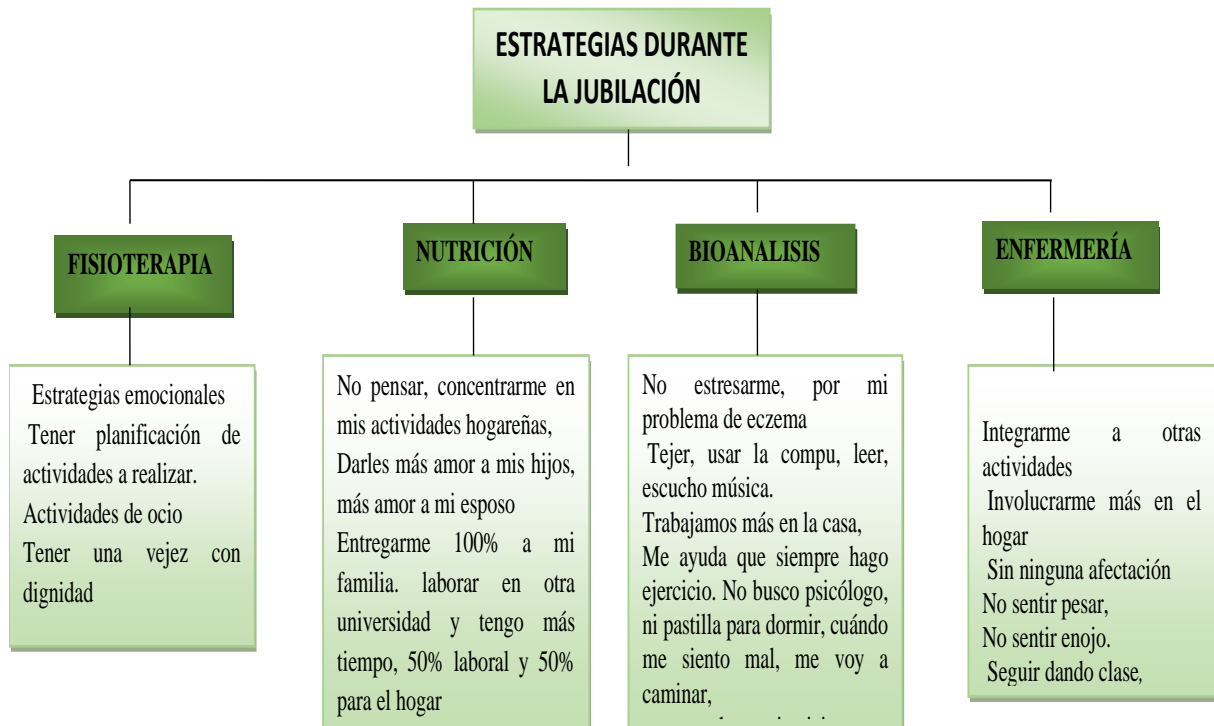 ESTRATEGIAS DURANTE
LA JUBILACIÓN
FISIOTERAPIA
NUTRICIÓN
BIOANALISIS
ENFERMERÍA
Estrategias emocionales
Tener planificación de
actividades a realizar.
Actividades de ocio
Tener una vejez con
dignidad
No pensar, concentrarme en
mis actividades hogareñas,
Darles más amor a mis hijos,
más amor a mi esposo
Entregarme 100% a mi
familia. laborar en otra
universidad y tengo más
tiempo, 50% laboral y 50%
para el hogar
No estresarme, por mi
problema de eczema
Tejer, usar la compu, leer,
escucho música.
Trabajamos más en la casa,
Me ayuda que siempre hago
ejercicio. No busco psicólogo,
ni pastilla para dormir, cuándo
me siento mal, me voy a
caminar,
Integrarme a otras
actividades
Involucrarme más en el
hogar
Sin ninguna afectación
No sentir pesar,
No sentir enojo.
Seguir dando clase,